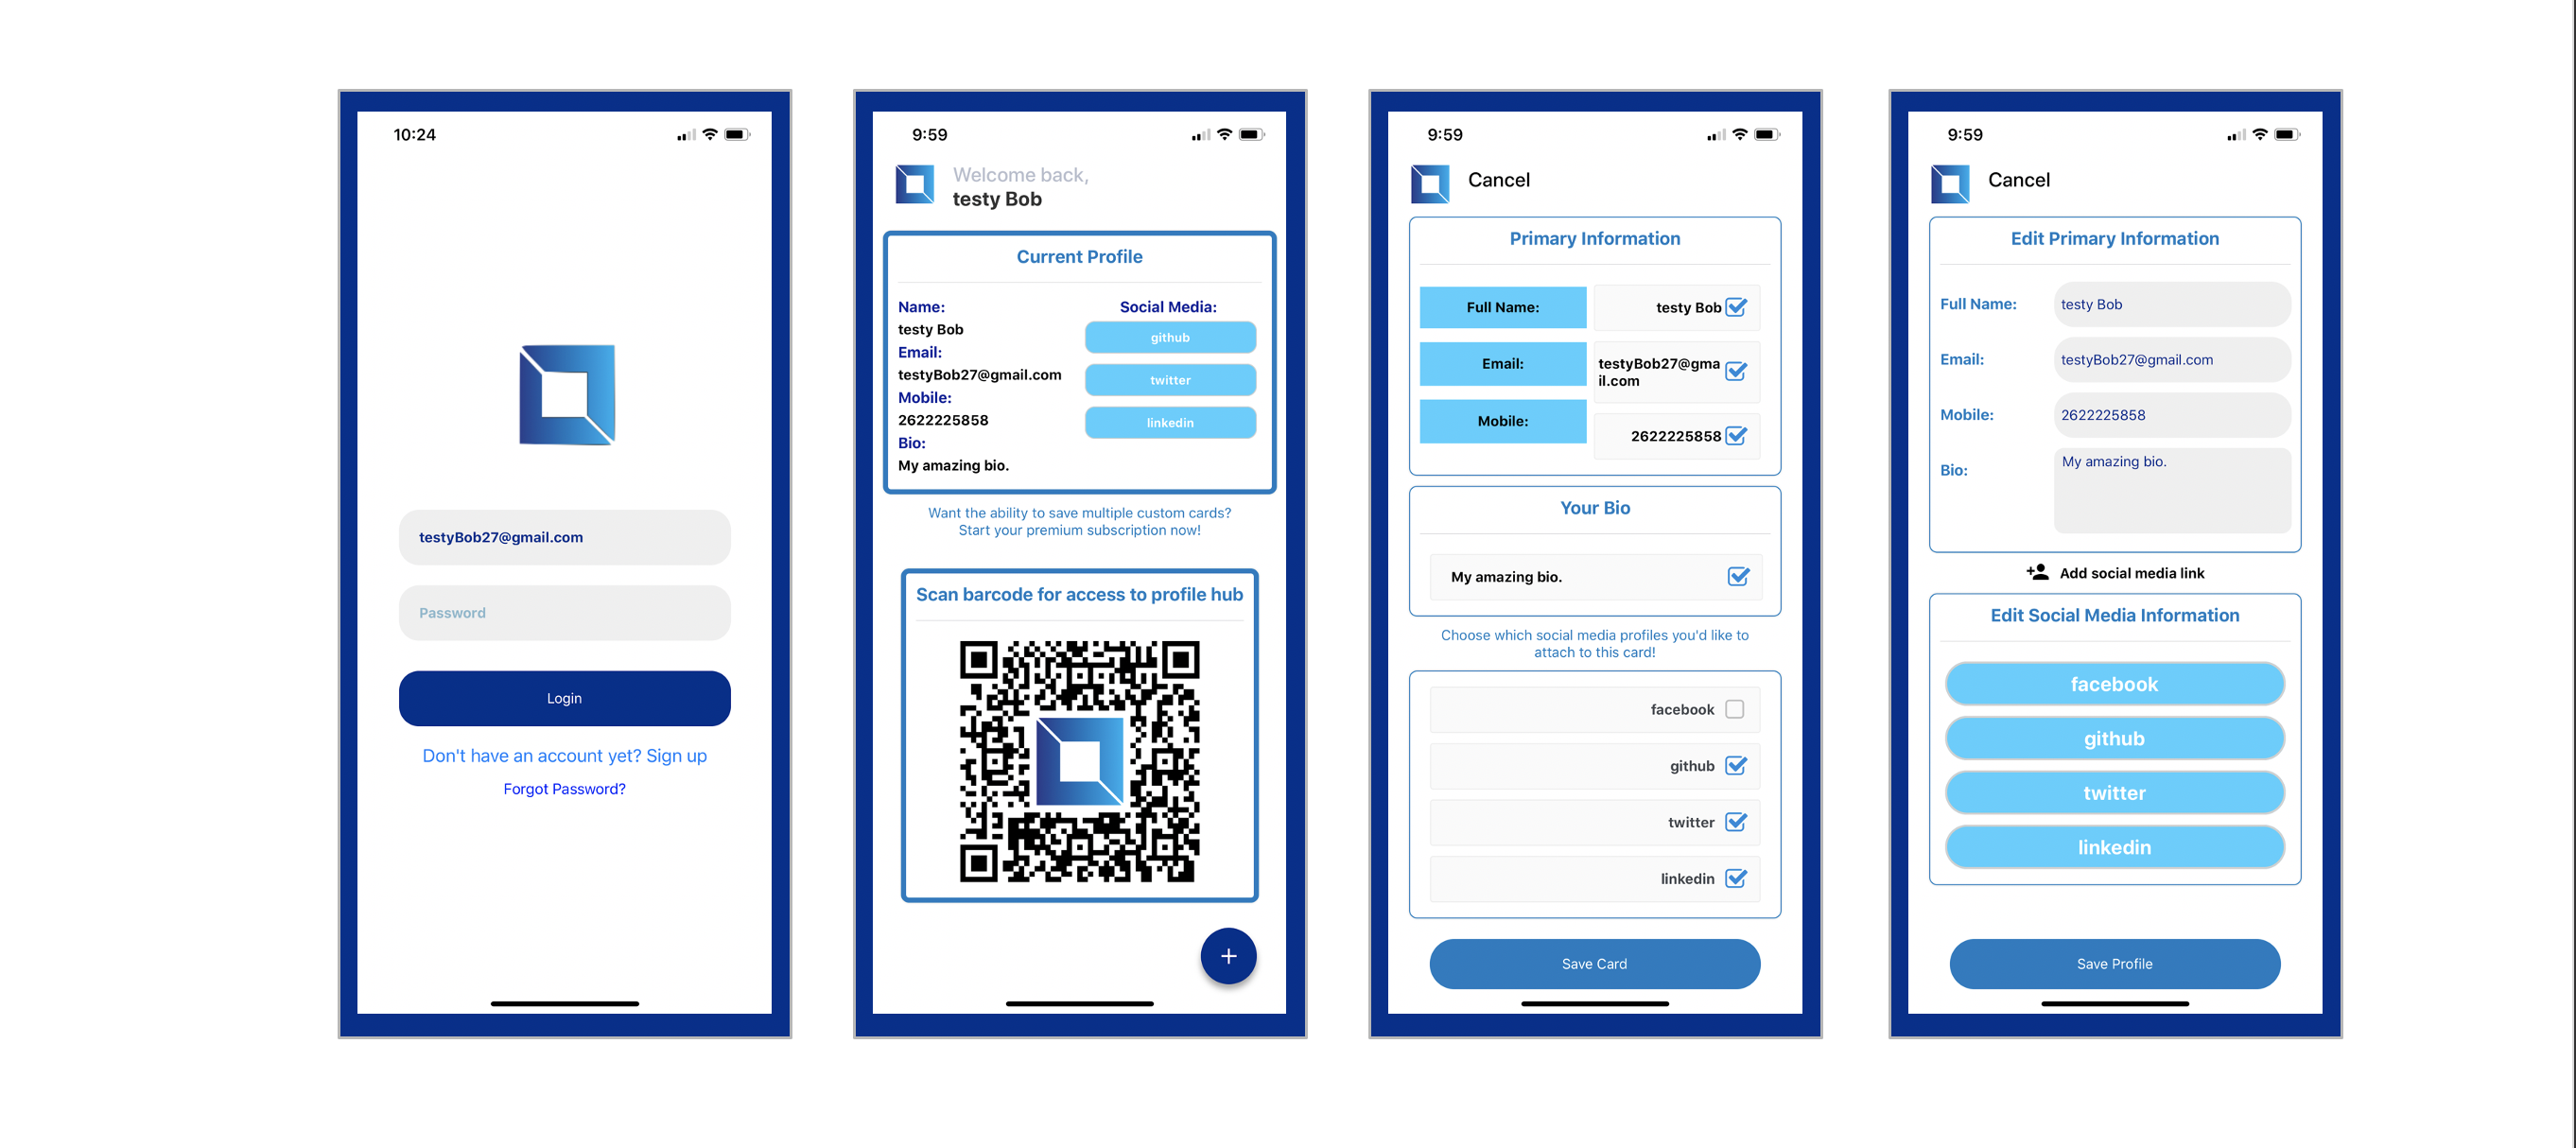 10:24
testyBob27@gmail.com
Password
Login
Don't have an account yet? Sign up
Forgot Password?
9:59
Welcome back,
testy Bob
Current Profile
Name:
testy Bob
Email:
testyBob27@gmail.com
Mobile:
2622225858
Bio:
My amazing bio.
Social Media:
github
twitter
linkedin
Want the ability to save multiple custom cards?
Start your premium subscription now!
Scan barcode for access to profile hub
+
9:59
Cancel
Primary Information
Full Name:
testy Bob
Email:
testyBob27@gma
il.com
Mobile:
2622225858
Your Bio
My amazing bio.
Choose which social media profiles you'd like to
attach to this card!
facebook
github
twitter
linkedin
Save Card
9:59
Cancel
Edit Primary Information
Full Name:
testy Bob
Email:
testyBob27@gmail.com
Mobile:
2622225858
Bio:
My amazing bio.
Add social media link
Edit Social Media Information
facebook
github
twitter
linkedin
Save Profile